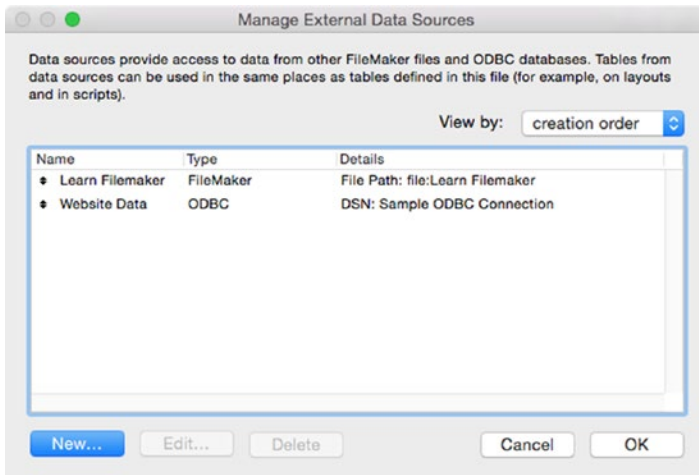 Manage External Data Sources
Data sources provide access to data from other FileMaker files and ODBC databases. Tables from
data sources can be used in the same places as tables defined in this file (for example, on layouts
and in scripts).
View by: creation order
Name Type Details
Learn Filemaker FileMaker File Path: file:Learn Filemaker
Website Data ODBC DSN: Sample ODBC Connection
New... Edit... Delete Cancel OK